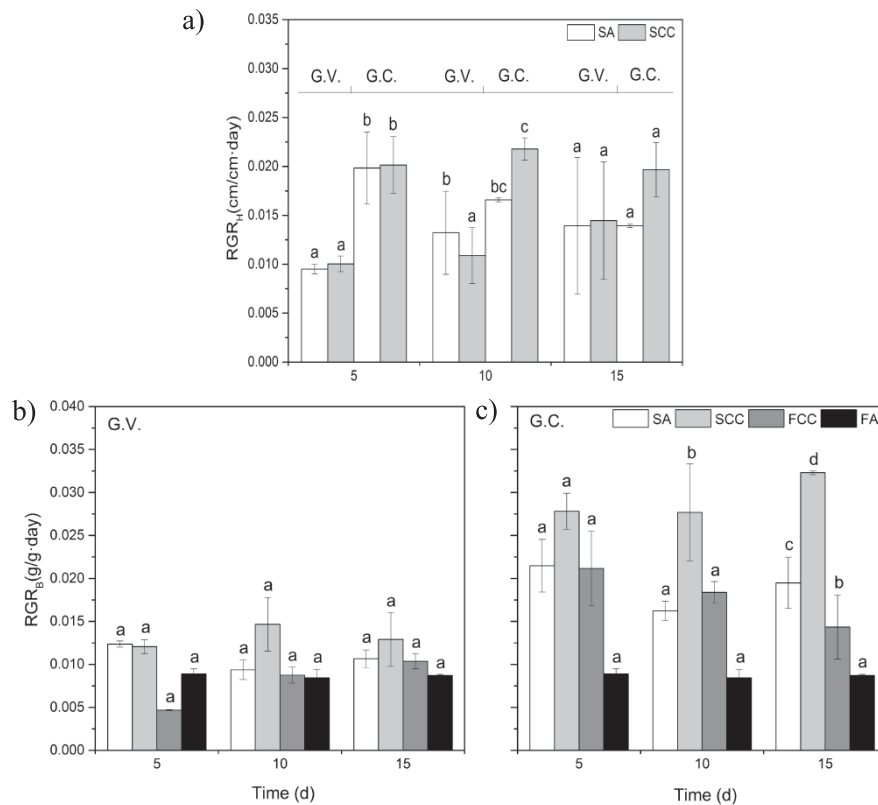 a)
0.035
0.030
0.025
0.020
0.015
0.010
0.005
0.000
RGR_H(cm/cm·day)
SA SCC
G.V. G.C. G.V. G.C. G.V. G.C.
a a b b b a bc c a a a a
5 10 15
b)
G.V.
0.040
0.035
0.030
0.025
0.020
0.015
0.010
0.005
0.000
RGR_B(g/g·day)
a a a a a a a a a a a a
5 10 15
Time (d)
c)
G.C.
SA SCC FCC FA
a a a a a b a a c d b a
5 10 15
Time (d)